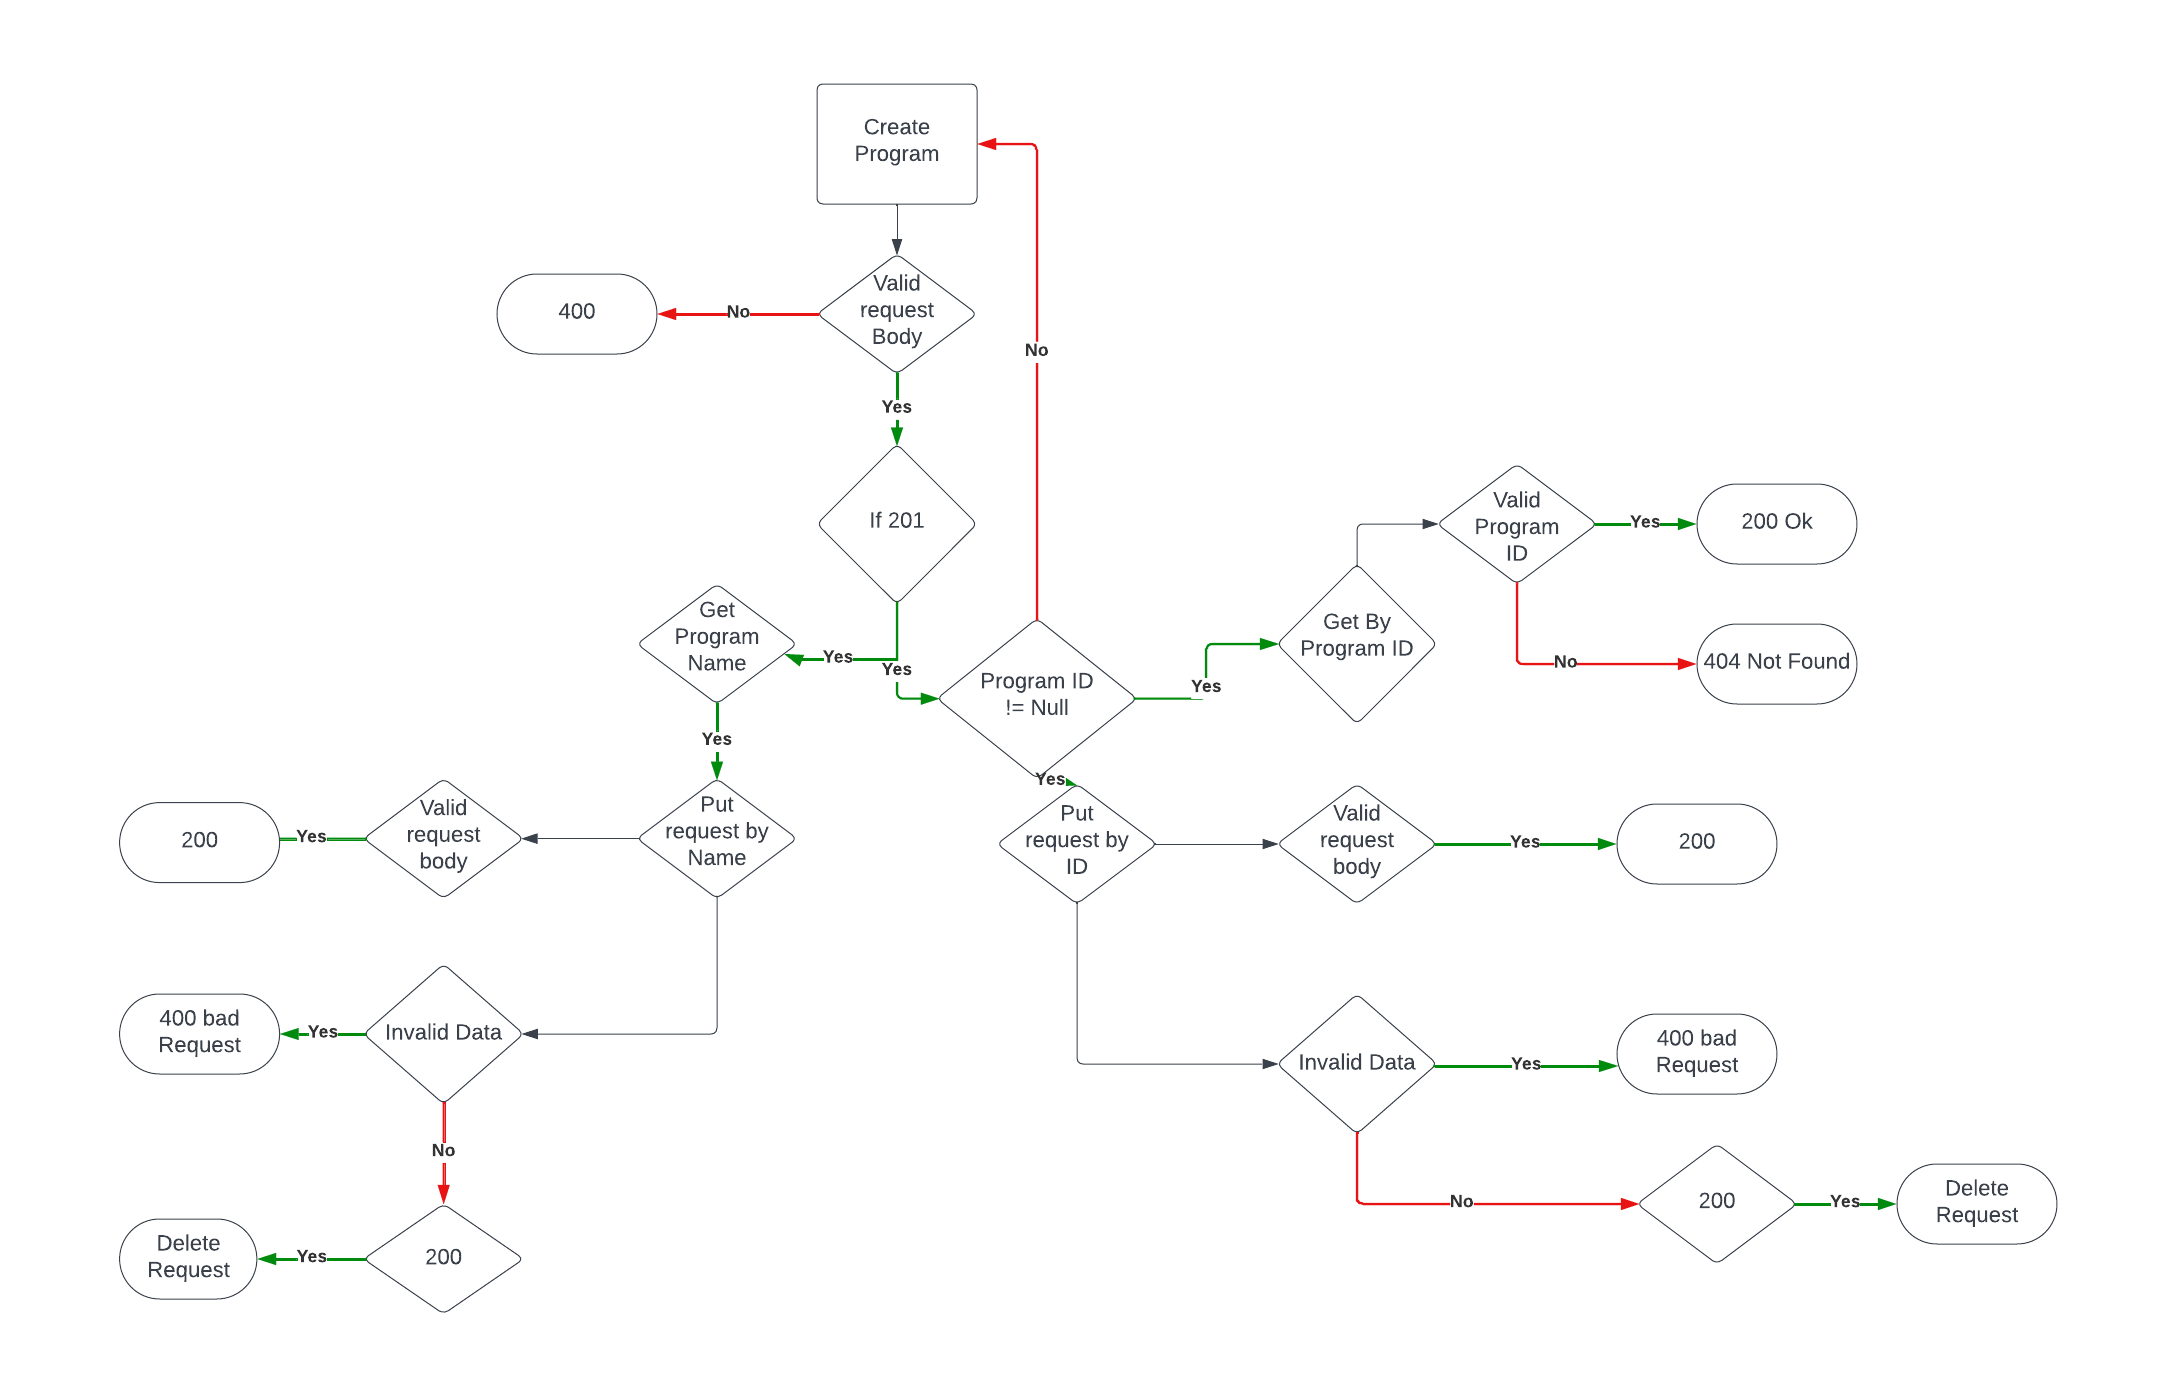 Create
Program
Valid
request
Body
No
400
Yes
No
If 201
Get
Program
Name
Yes
Yes
Program ID
!= Null
Yes
Get By
Program ID
Valid
Program
ID
Yes
200 Ok
No
404 Not Found
Yes
Put
request by
Name
Valid
request
body
Yes
200
Yes
Put
request by
ID
Valid
request
body
Yes
200
Invalid Data
Yes
400 bad
Request
No
200
Yes
Delete
Request
Invalid Data
Yes
400 bad
Request
No
200
Yes
Delete
Request